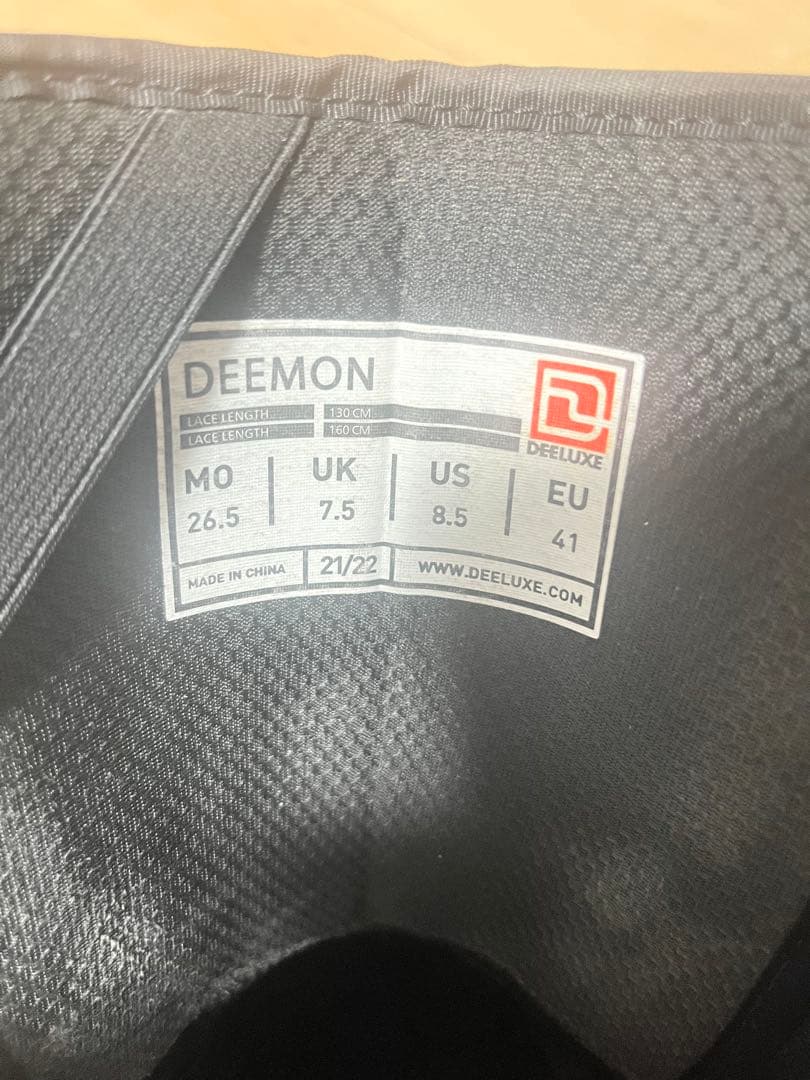 DEEMON
LACE LENGTH 130 CM
LACE LENGTH 160 CM
DEELUXE
MO UK US EU
26.5 7.5 8.5 41
MADE IN CHINA 21/22 WWW.DEELUXE.COM